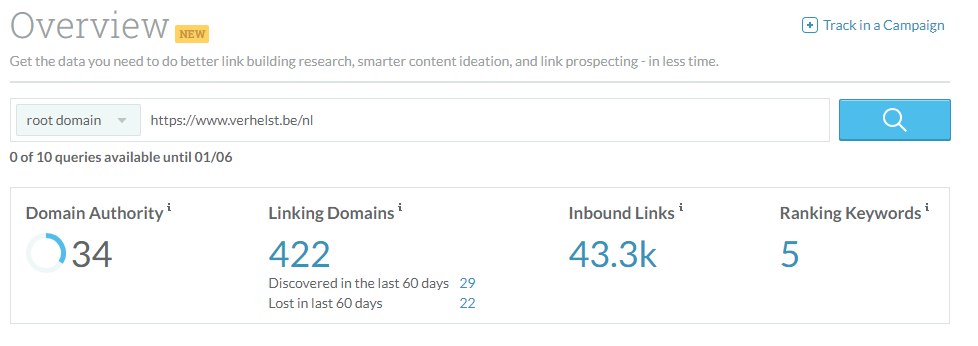 Overview NEW
Track in a Campaign
Get the data you need to do better link building research, smarter content ideation, and link prospecting - in less time.
root domain https://www.verhelst.be/nl
0 of 10 queries available until 01/06
Domain Authority i Linking Domains i Inbound Links i Ranking Keywords i
34 422 43.3k 5
Discovered in the last 60 days 29
Lost in last 60 days 22